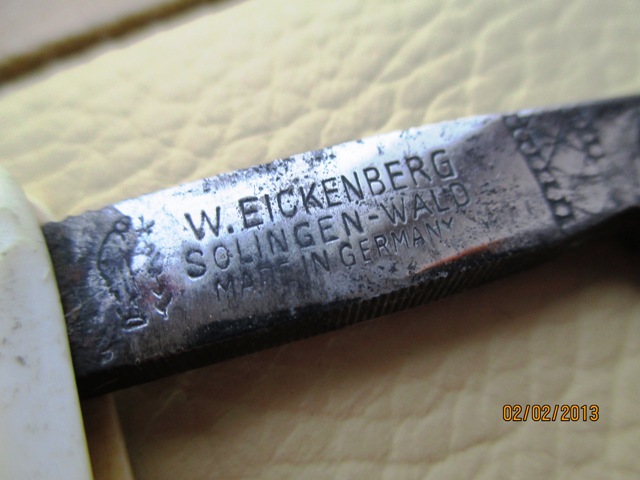 W. EICKENBERG
SOLINGEN-WALD
MADE IN GERMANY
02/02/2013